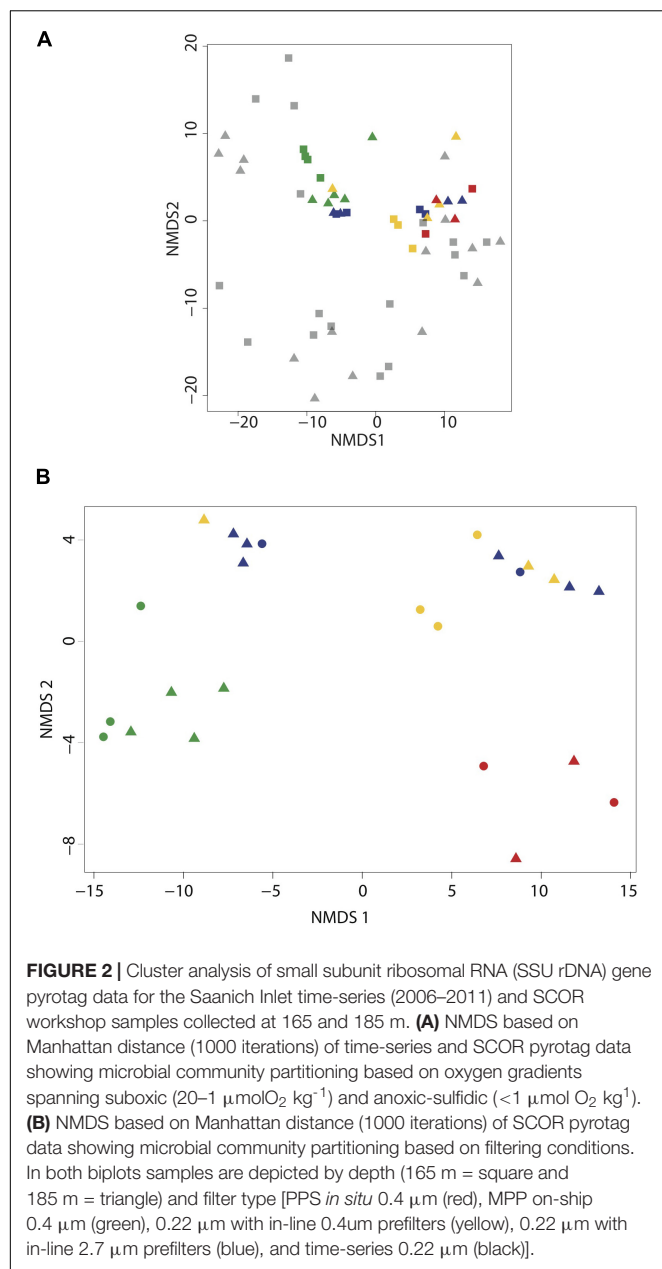 A
20
10
0
−10
−20
NMDS2
−20 −10 0 10
NMDS1
B
4
0
−4
−8
NMDS 2
−15 −10 −5 0 5 10 15
NMDS 1
FIGURE 2 | Cluster analysis of small subunit ribosomal RNA (SSU rDNA) gene
pyrotag data for the Saanich Inlet time-series (2006–2011) and SCOR
workshop samples collected at 165 and 185 m. (A) NMDS based on
Manhattan distance (1000 iterations) of time-series and SCOR pyrotag data
showing microbial community partitioning based on oxygen gradients
spanning suboxic (20–1 μmolO₂ kg⁻¹) and anoxic-sulfidic (<1 μmol O₂ kg¹).
(B) NMDS based on Manhattan distance (1000 iterations) of SCOR pyrotag
data showing microbial community partitioning based on filtering conditions.
In both biplots samples are depicted by depth (165 m = square and
185 m = triangle) and filter type [PPS in situ 0.4 μm (red), MPP on-ship
0.4 μm (green), 0.22 μm with in-line 0.4um prefilters (yellow), 0.22 μm with
in-line 2.7 μm prefilters (blue), and time-series 0.22 μm (black)].